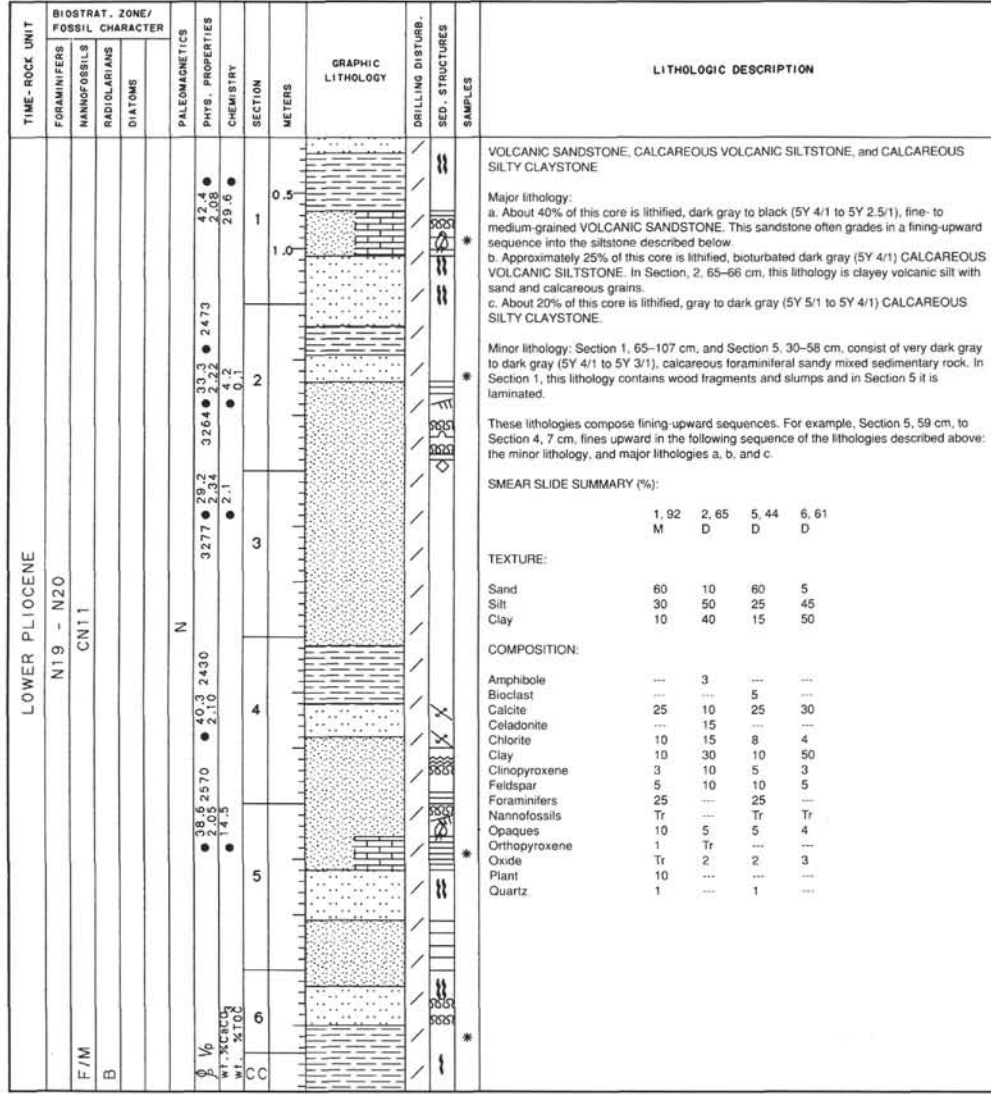 TIME-ROCK UNIT
BIOSTRAT. ZONE/
FOSSIL CHARACTER
FORAMINIFERS
NANNOFOSSILS
RADIOLARIANS
DIATOMS
PALEOMAGNETICS
PHYS. PROPERTIES
CHEMISTRY
SECTION
METERS
GRAPHIC
LITHOLOGY
DRILLING DISTURB.
SED. STRUCTURES
SAMPLES
LITHOLOGIC DESCRIPTION
LOWER PLIOCENE
N19 - N20
CN11
F/M
B
N
42.4
2.08
2473
33.3
2.22
3264
29.2
2.34
3277
2430
40.3
2.10
2570
38.6
2.05
Vp
29.6
4.2
0.1
2.1
14.5
wt.%CaCO3
wt. %TOC
1
2
3
4
5
6
CC
0.5
1.0
*
*
*
*
VOLCANIC SANDSTONE, CALCAREOUS VOLCANIC SILTSTONE, and CALCAREOUS
SILTY CLAYSTONE
Major lithology:
a. About 40% of this core is lithified, dark gray to black (5Y 4/1 to 5Y 2.5/1), fine- to
medium-grained VOLCANIC SANDSTONE. This sandstone often grades in a fining-upward
sequence into the siltstone described below.
b. Approximately 25% of this core is lithified, bioturbated dark gray (5Y 4/1) CALCAREOUS
VOLCANIC SILTSTONE. In Section, 2, 65–66 cm, this lithology is clayey volcanic silt with
sand and calcareous grains.
c. About 20% of this core is lithified, gray to dark gray (5Y 5/1 to 5Y 4/1) CALCAREOUS
SILTY CLAYSTONE.
Minor lithology: Section 1, 65–107 cm, and Section 5, 30–58 cm, consist of very dark gray
to dark gray (5Y 4/1 to 5Y 3/1), calcareous foraminiferal sandy mixed sedimentary rock. In
Section 1, this lithology contains wood fragments and slumps and in Section 5 it is
laminated.
These lithologies compose fining-upward sequences. For example, Section 5, 59 cm, to
Section 4, 7 cm, fines upward in the following sequence of the lithologies described above:
the minor lithology, and major lithologies a, b, and c.
SMEAR SLIDE SUMMARY (%):
1, 92 2, 65 5, 44 6, 61
M D D D
TEXTURE:
Sand 60 10 60 5
Silt 30 50 25 45
Clay 10 40 15 50
COMPOSITION:
Amphibole --- 3 --- ---
Bioclast --- --- 5 ---
Calcite 25 10 25 30
Celadonite --- 15 --- ---
Chlorite 10 15 8 4
Clay 10 30 10 50
Clinopyroxene 3 10 5 3
Feldspar 5 10 10 5
Foraminifers 25 --- 25 ---
Nannofossils Tr --- Tr Tr
Opaques 10 5 5 4
Orthopyroxene 1 Tr --- ---
Oxide Tr 2 2 3
Plant 10 --- --- ---
Quartz 1 --- 1 ---